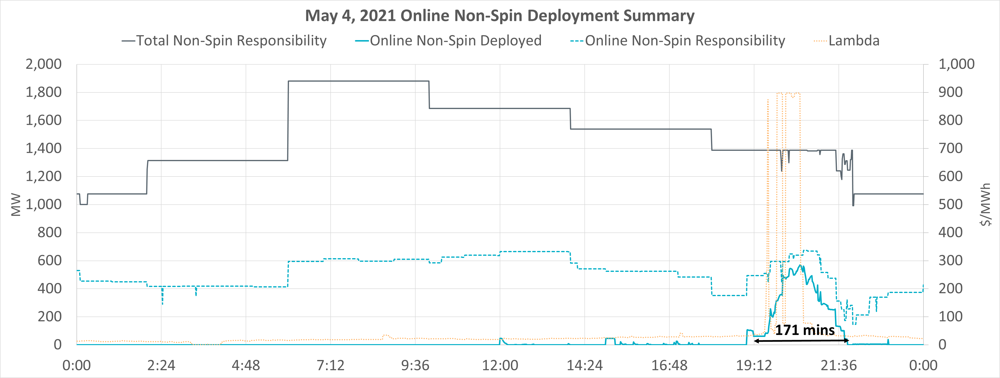 May 4, 2021 Online Non-Spin Deployment Summary
Total Non-Spin Responsibility Online Non-Spin Deployed Online Non-Spin Responsibility Lambda
2,000 1,000
1,800 900
1,600 800
1,400 700
1,200 600
1,000 500
800 400
600 300
400 200
200 100
0 0
MW
$/MWh
171 mins
0:00 2:24 4:48 7:12 9:36 12:00 14:24 16:48 19:12 21:36 0:00